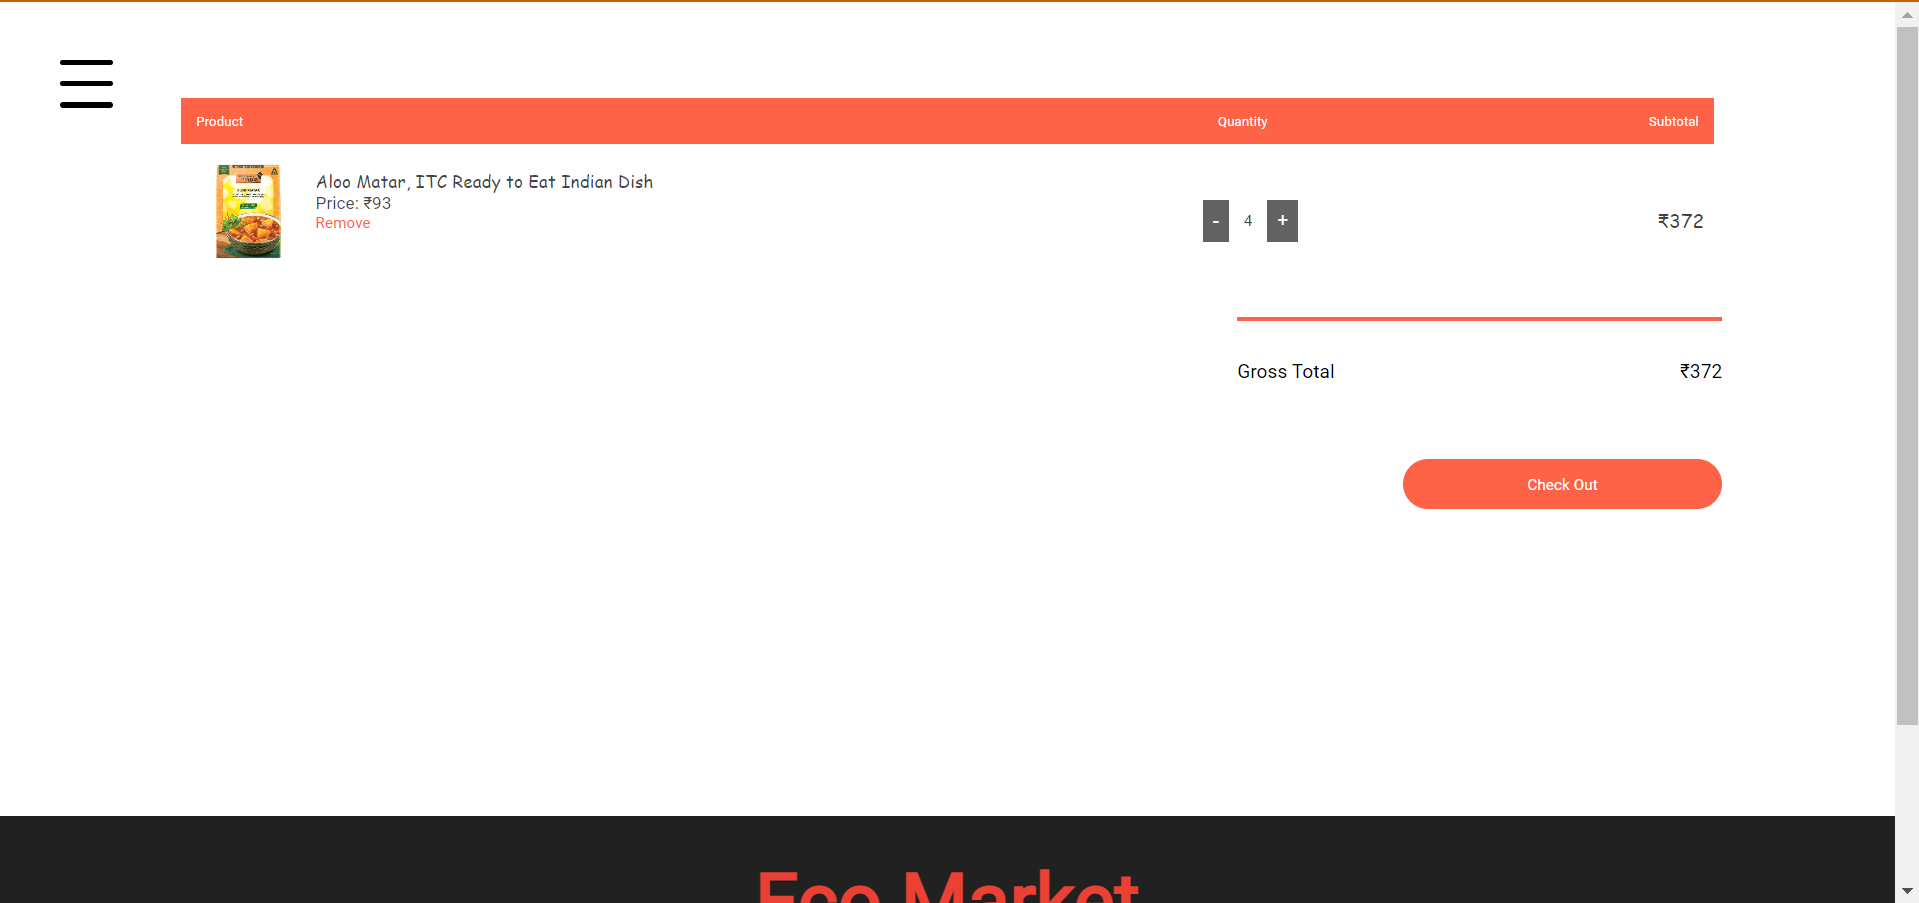 Product Quantity Subtotal
Aloo Matar, ITC Ready to Eat Indian Dish
Price: ₹93
Remove
- 4 + ₹372
Gross Total ₹372
Check Out
Eco Market